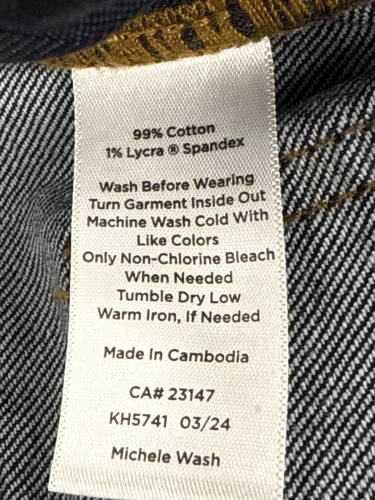 99% Cotton
1% Lycra ® Spandex
Wash Before Wearing
Turn Garment Inside Out
Machine Wash Cold With
Like Colors
Only Non-Chlorine Bleach
When Needed
Tumble Dry Low
Warm Iron, If Needed
Made In Cambodia
CA# 23147
KH5741 03/24
Michele Wash